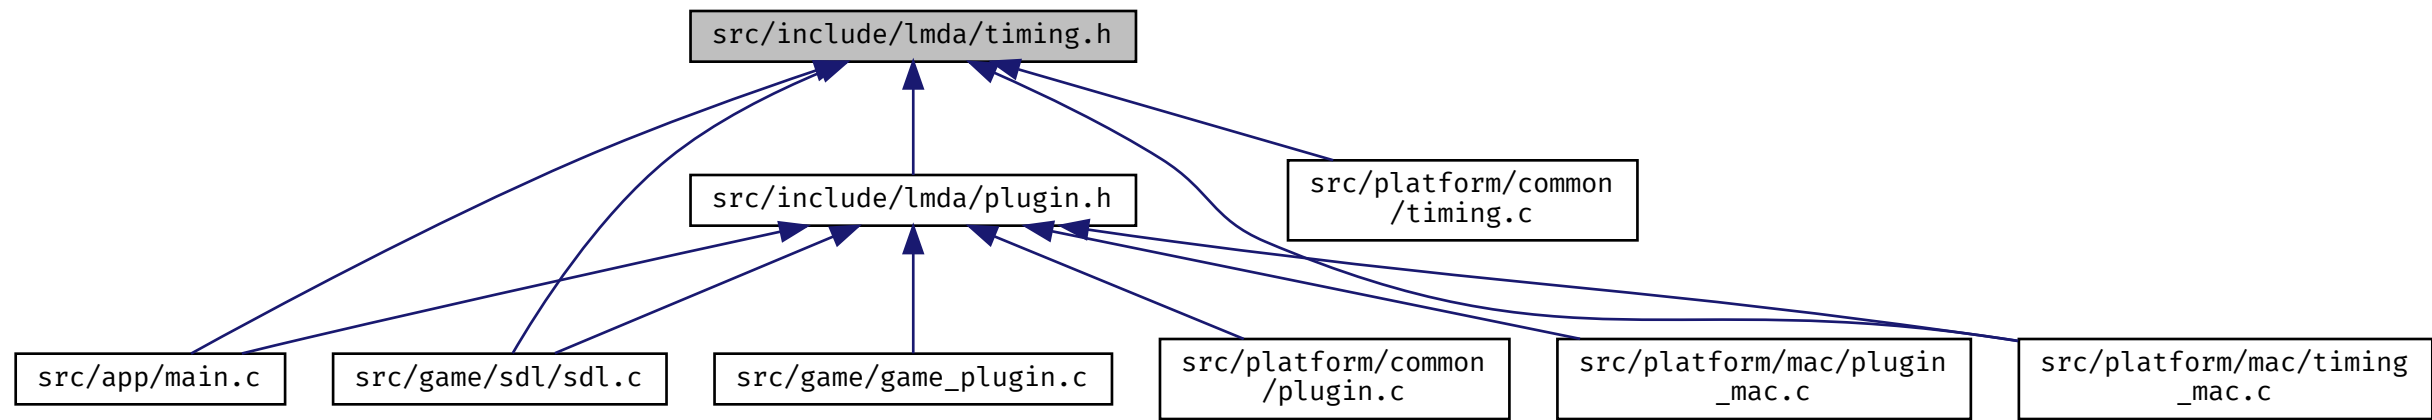 src/include/lmda/timing.h
src/include/lmda/plugin.h
src/platform/common
/timing.c
src/app/main.c
src/game/sdl/sdl.c
src/game/game_plugin.c
src/platform/common
/plugin.c
src/platform/mac/plugin
_mac.c
src/platform/mac/timing
_mac.c